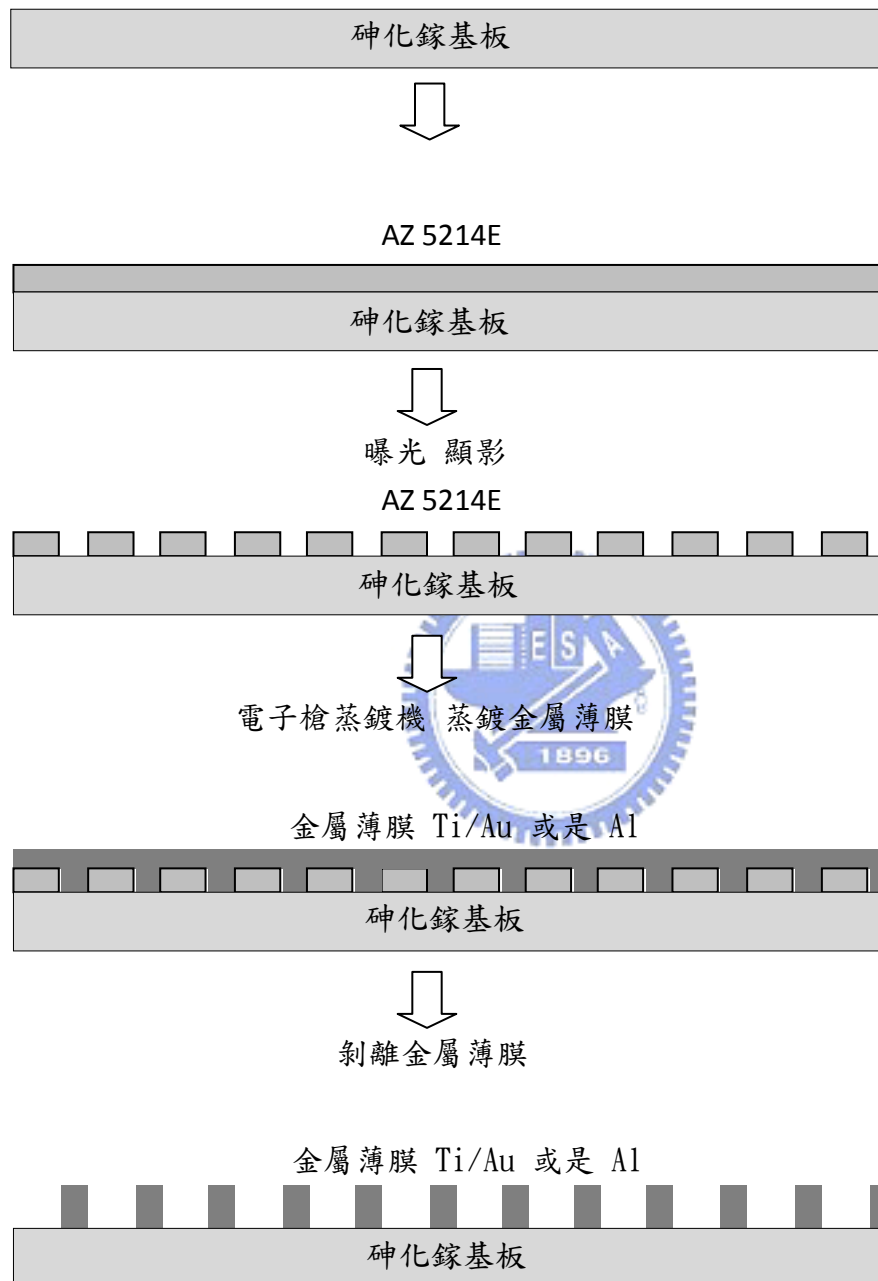 砷化鎵基板
AZ 5214E
砷化鎵基板
曝光 顯影
AZ 5214E
砷化鎵基板
ESA
電子槍蒸鍍機 蒸鍍金屬薄膜
1896
金屬薄膜 Ti/Au 或是 Al
砷化鎵基板
剝離金屬薄膜
金屬薄膜 Ti/Au 或是 Al
砷化鎵基板